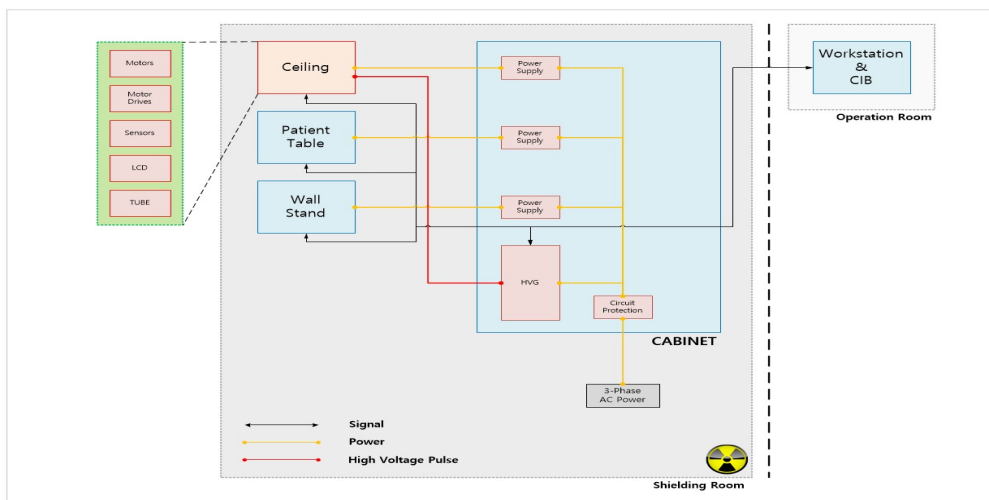 Motors
Motor
Drives
Sensors
LCD
TUBE
Ceiling
Patient
Table
Wall
Stand
Power
Supply
Power
Supply
Power
Supply
HVG
Circuit
Protection
CABINET
3-Phase
AC Power
Signal
Power
High Voltage Pulse
Shielding Room
Workstation
&
CIB
Operation Room